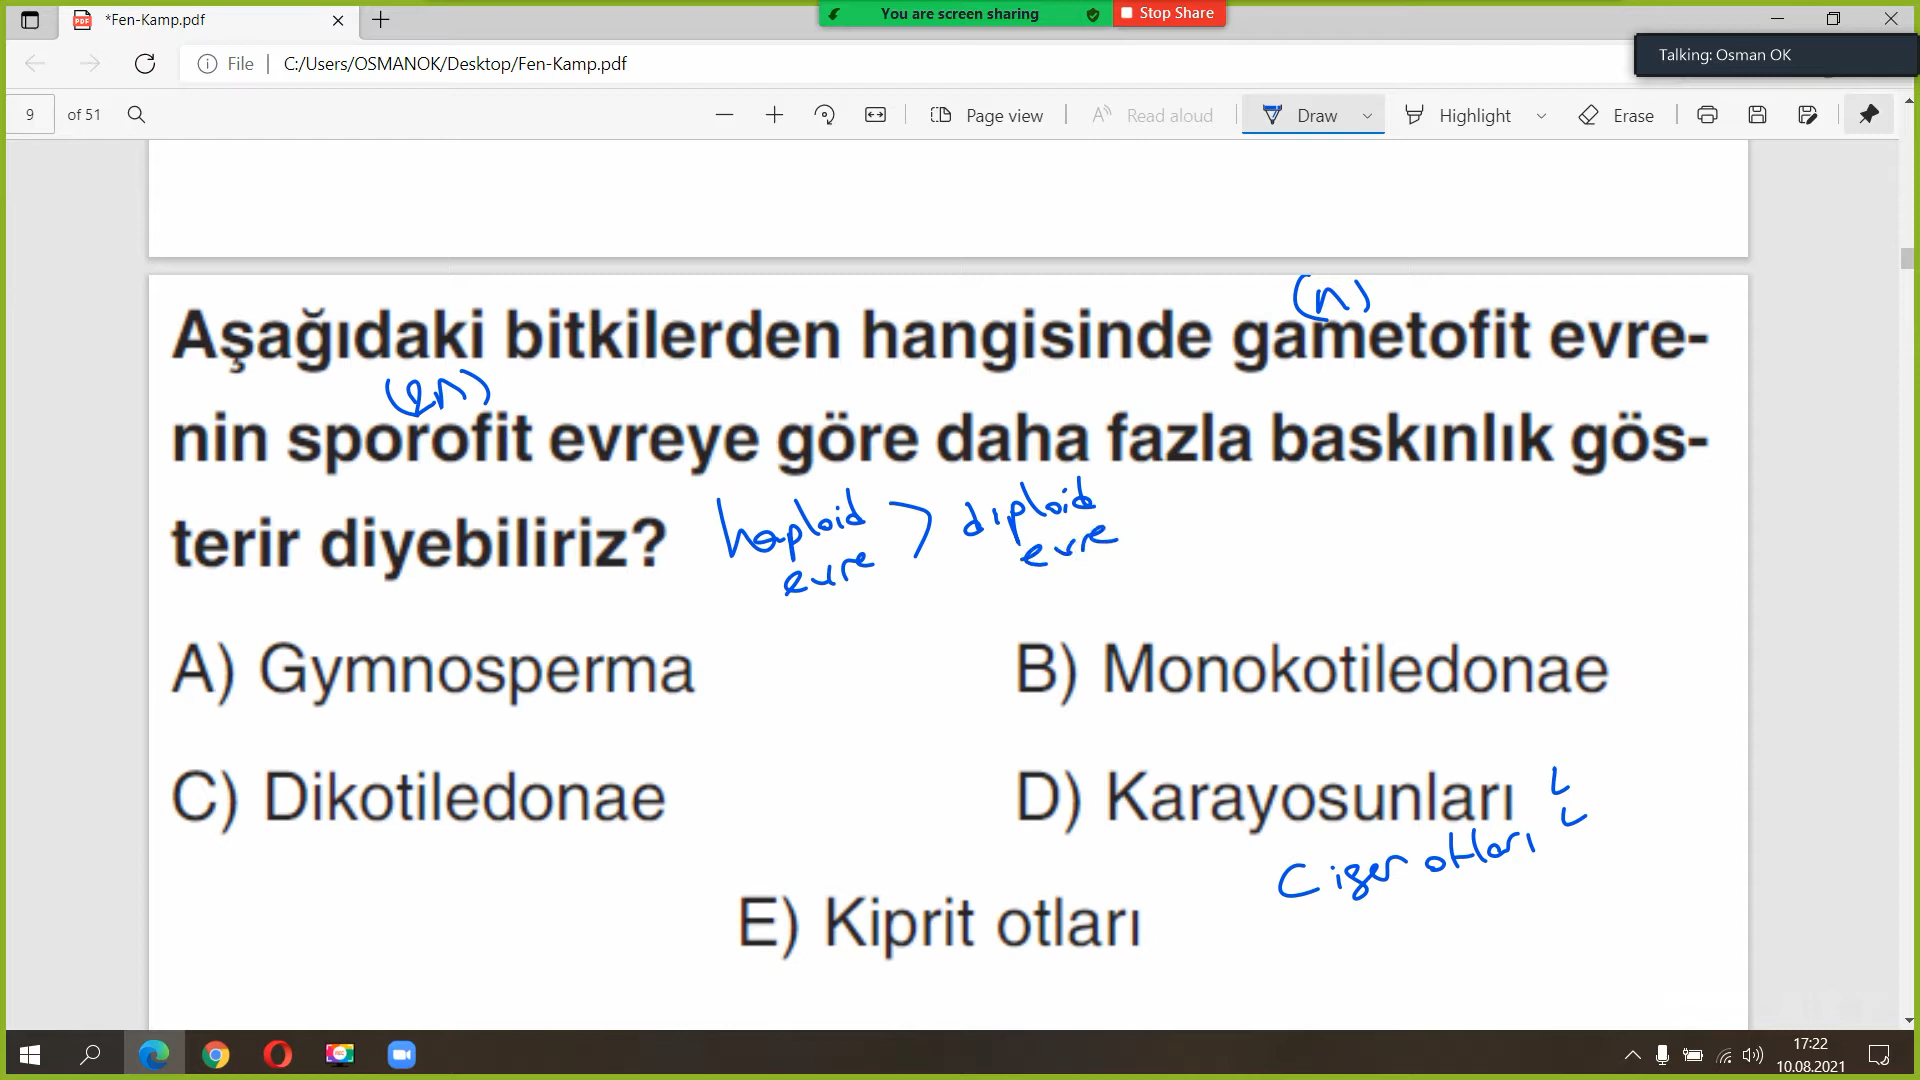 *Fen-Kamp.pdf
You are screen sharing
Stop Share
Talking: Osman OK
File
C:/Users/OSMANOK/Desktop/Fen-Kamp.pdf
9 of 51
Page view
Read aloud
Draw
Highlight
Erase
(n)
Aşağıdaki bitkilerden hangisinde gametofit evre-
(2n)
nin sporofit evreye göre daha fazla baskınlık gös-
terir diyebiliriz?
haploid > diploid
evre evre
A) Gymnosperma
B) Monokotiledonae
C) Dikotiledonae
D) Karayosunları
Ciğer otları
E) Kiprit otları
17:22
10.08.2021